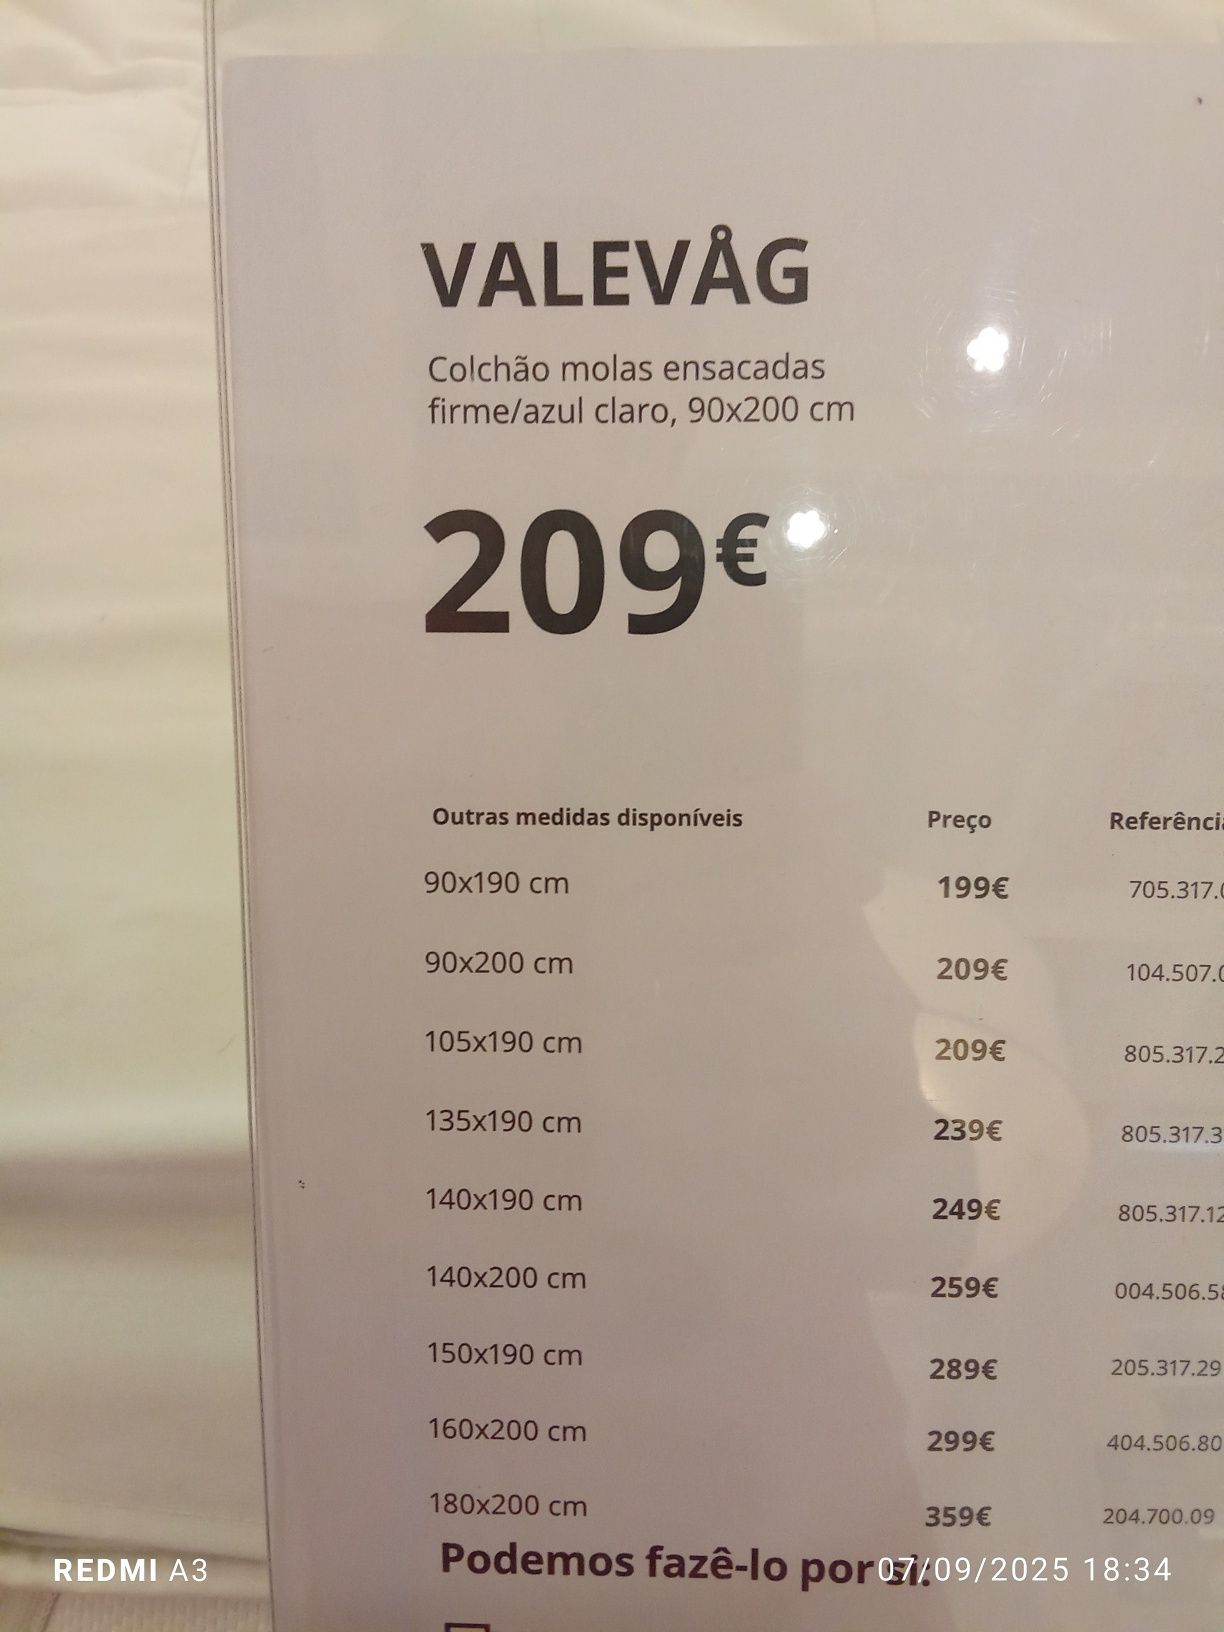 VALEVÅG
Colchão molas ensacadas
firme/azul claro, 90x200 cm
209€
Outras medidas disponíveis Preço
90x190 cm 199€
90x200 cm 209€
105x190 cm 209€
135x190 cm 239€
140x190 cm 249€
140x200 cm 259€
150x190 cm 289€ 205.317.29
160x200 cm 299€ 404.506.80
180x200 cm 359€ 204.700.09
Podemos fazê-lo por si:
REDMI A3 07/09/2025 18:34